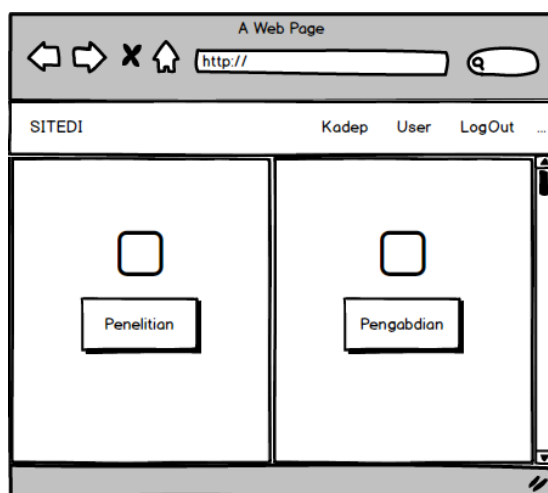 A Web Page
http://
SITEDI Kadep User LogOut ...
Penelitian Pengabdian